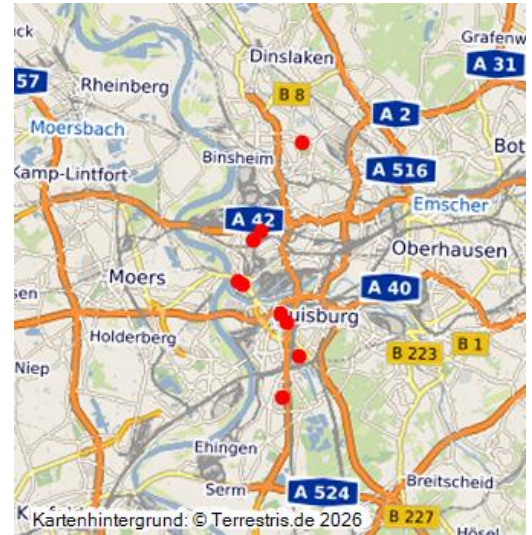 Grafenw
Dinslaken
A 31
57
Rheinberg
B 8
A 2
Moersbach
Bot
Binsheim
A 516
Kamp-Lintfort
Emscher
A 42
Oberhausen
Moers
A 40
sen
uisburg
Holderberg
B 1
B 223
Niep
Ehingen
Breitscheid
Serm
A 524
B 227
Kartenhintergrund: © Terrestris.de 2026
Hösel